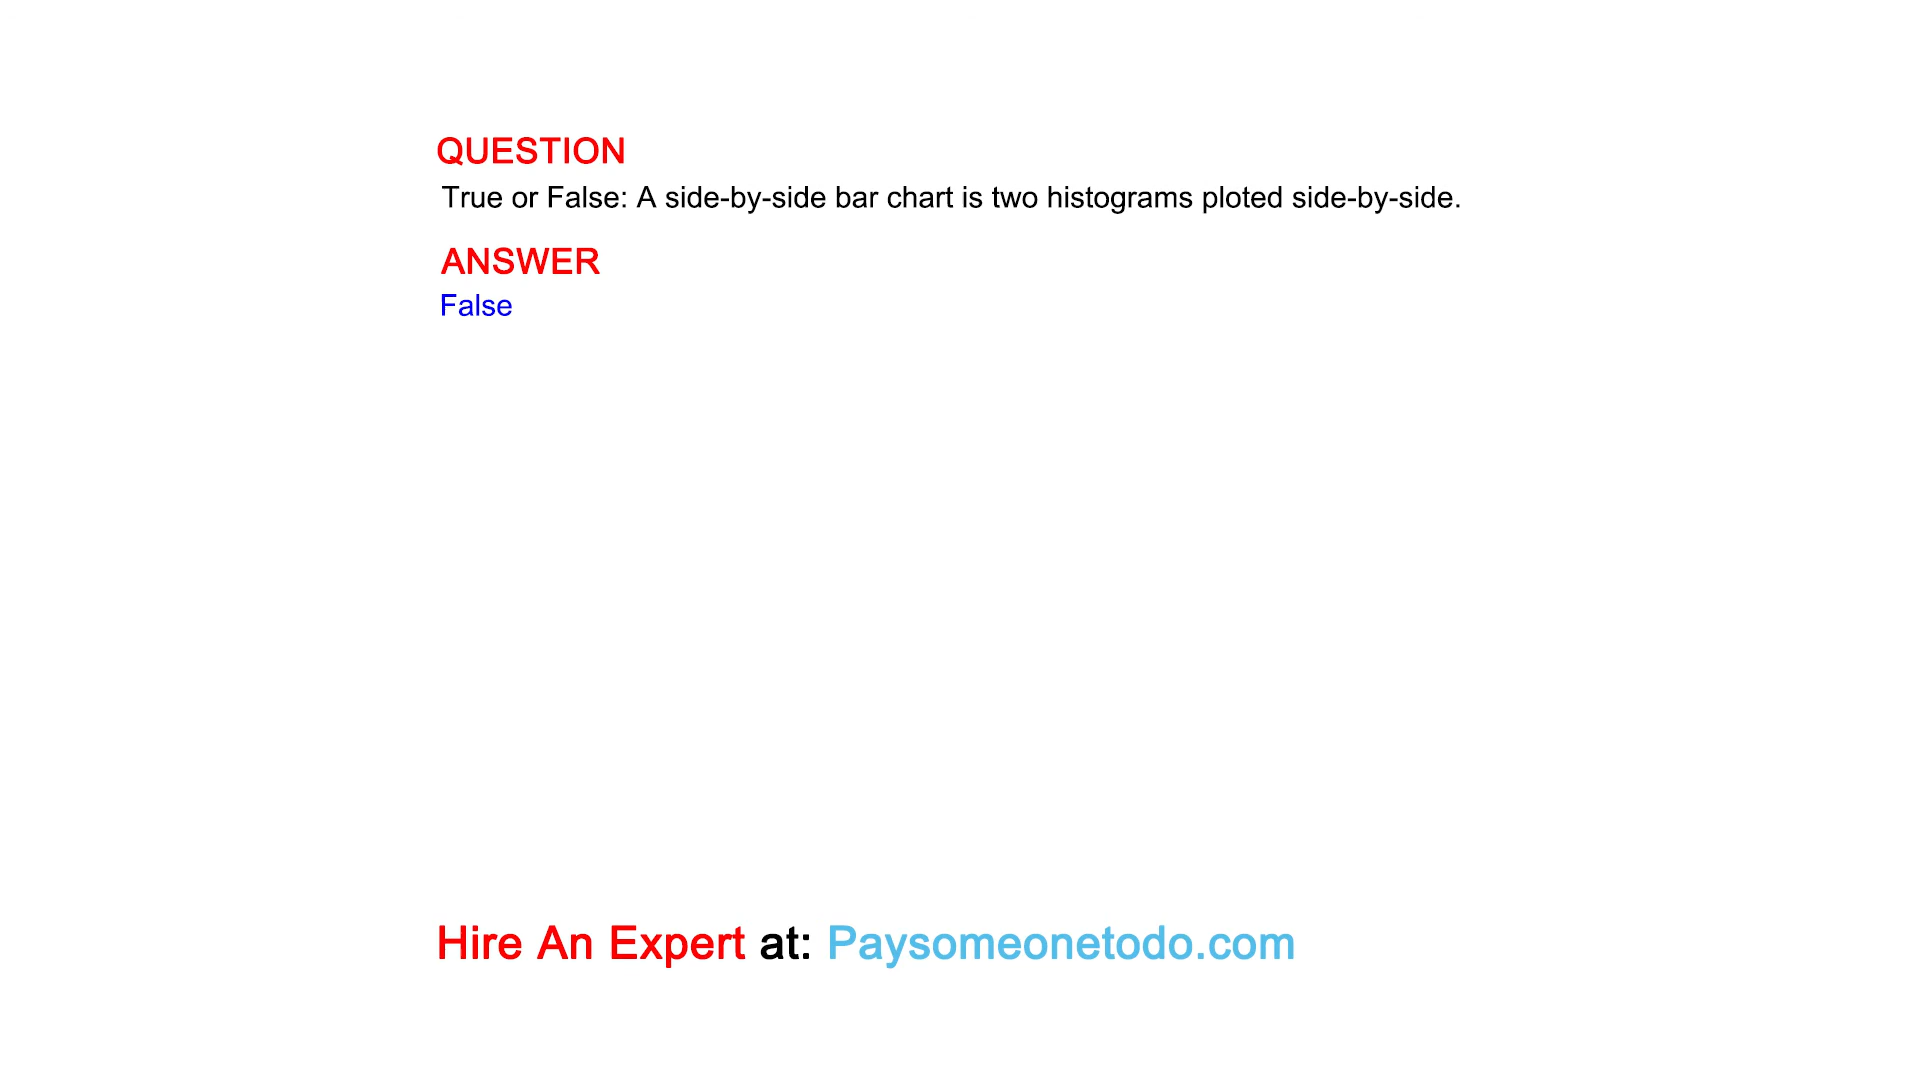 QUESTION
True or False: A side-by-side bar chart is two histograms ploted side-by-side.
ANSWER
False
Hire An Expert at: Paysomeonetodo.com